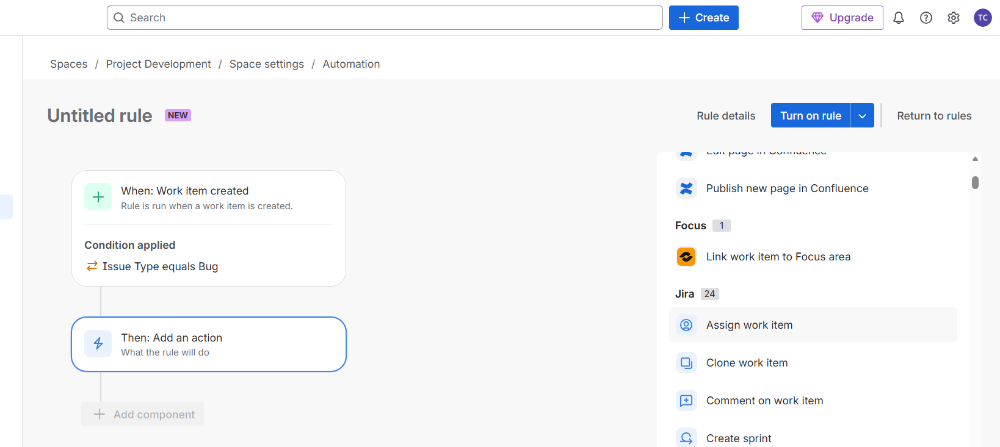 Search
Create
Upgrade
TC
Spaces / Project Development / Space settings / Automation
Untitled rule NEW
Rule details
Turn on rule
Return to rules
When: Work item created
Rule is run when a work item is created.
Condition applied
Issue Type equals Bug
Then: Add an action
What the rule will do
Add component
Edit page in Confluence
Publish new page in Confluence
Focus 1
Link work item to Focus area
Jira 24
Assign work item
Clone work item
Comment on work item
Create sprint